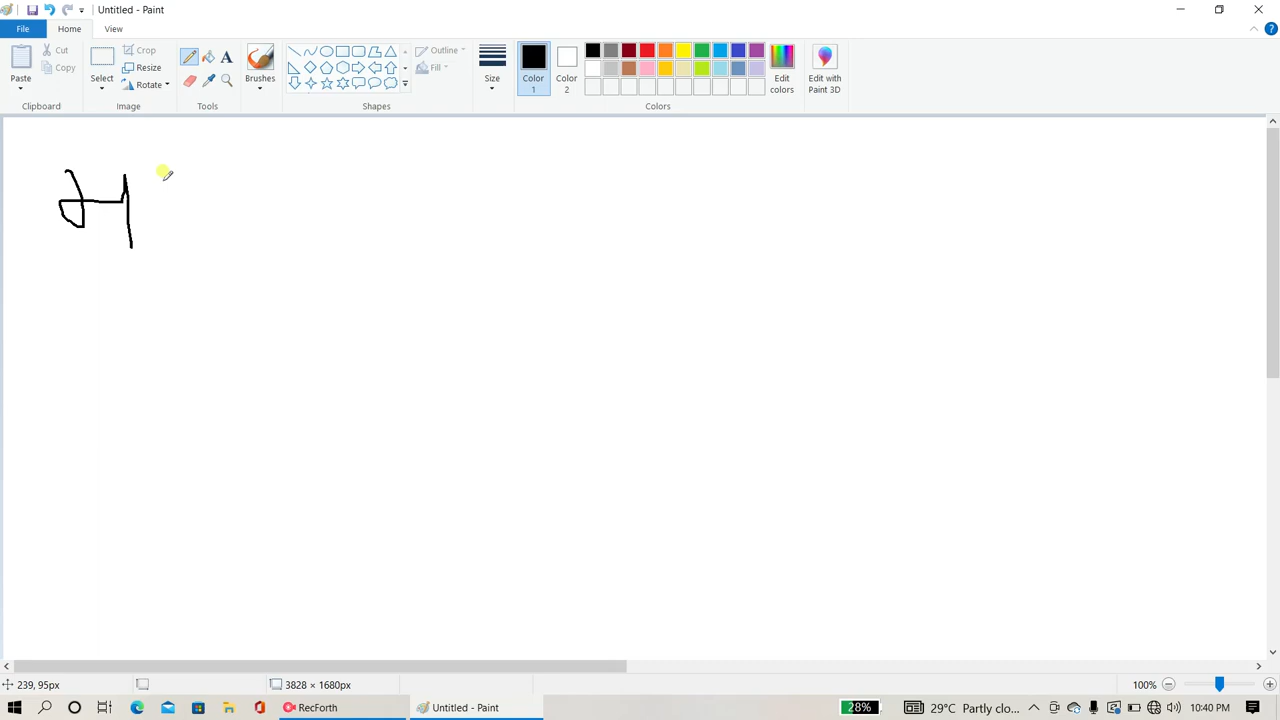 Untitled - Paint
File
Home
View
Paste
Cut
Copy
Clipboard
Select
Crop
Resize
Rotate
Image
A
Tools
Brushes
Shapes
Outline
Fill
Size
Color 1
Color 2
Colors
Edit colors
Edit with Paint 3D
239, 95px
3828 × 1680px
100%
RecForth
Untitled - Paint
28%
29°C Partly clo...
10:40 PM